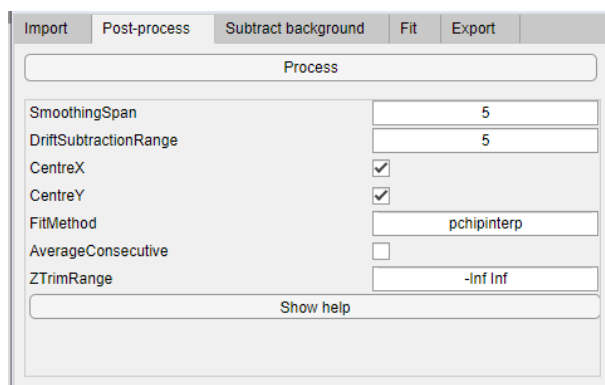 Import Post-process Subtract background Fit Export
Process
SmoothingSpan 5
DriftSubtractionRange 5
CentreX
CentreY
FitMethod pchipinterp
AverageConsecutive
ZTrimRange -Inf Inf
Show help